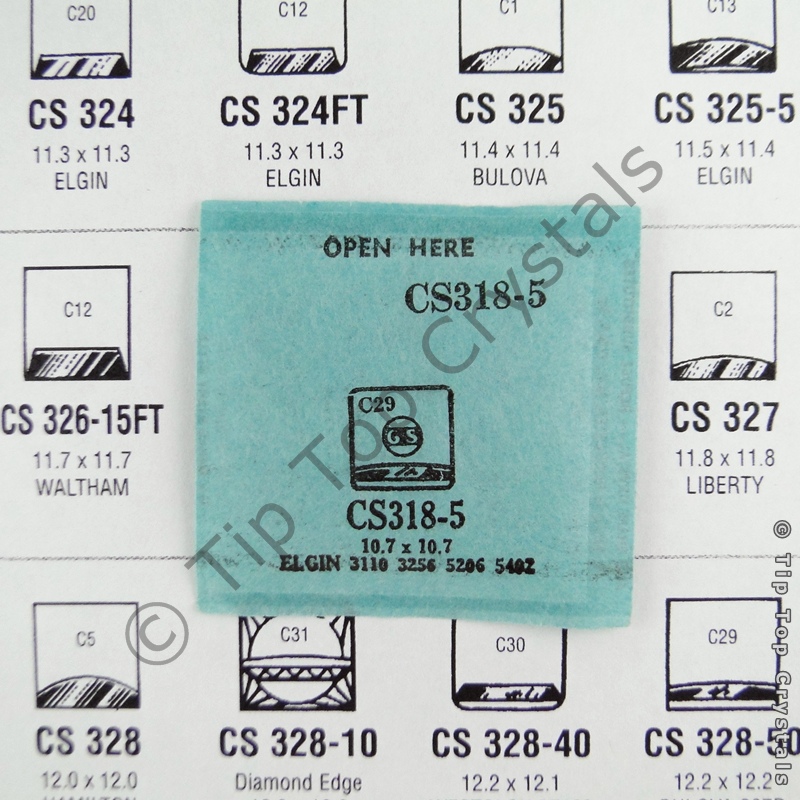 C20
C12
C1
C13
CS 324
CS 324FT
CS 325
CS 325-5
11.3 x 11.3
11.3 x 11.3
11.4 x 11.4
11.5 x 11.4
ELGIN
ELGIN
BULOVA
ELGIN
OPEN HERE
CS318-5
C29
GS
CS318-5
10.7 x 10.7
ELGIN 3110 3256 5206 5402
C12
CS 326-15FT
11.7 x 11.7
WALTHAM
C2
CS 327
11.8 x 11.8
LIBERTY
C5
C31
C30
C29
CS 328
CS 328-10
CS 328-40
CS 328-50
12.0 x 12.0
Diamond Edge
12.2 x 12.1
12.2 x 12.2
HAMILTON
© Tip Top Crystals
© Tip Top Crystals